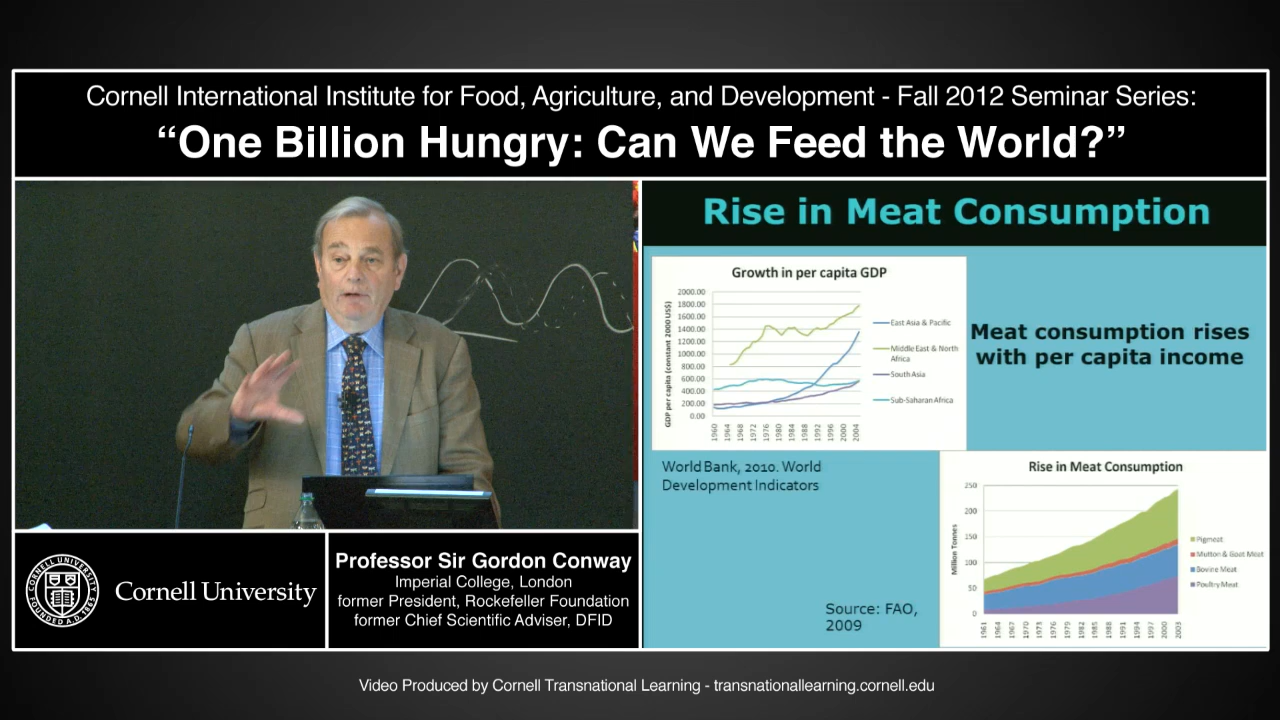 Cornell International Institute for Food, Agriculture, and Development - Fall 2012 Seminar Series:
“One Billion Hungry: Can We Feed the World?”
Rise in Meat Consumption
Growth in per capita GDP
GDP per capita (constant 2000 US$)
2000.00
1800.00
1600.00
1400.00
1200.00
1000.00
800.00
600.00
400.00
200.00
0.00
1960
1964
1968
1972
1976
1980
1984
1988
1992
1996
2000
2004
East Asia & Pacific
Middle East & North
Africa
South Asia
Sub-Saharan Africa
Meat consumption rises
with per capita income
World Bank, 2010. World
Development Indicators
Rise in Meat Consumption
Million Tonnes
250
200
150
100
50
0
1961
1964
1967
1970
1973
1976
1979
1982
1985
1988
1991
1994
1997
2000
2003
Pigmeat
Mutton & Goat Meat
Bovine Meat
Poultry Meat
Source: FAO,
2009
CORNELL UNIVERSITY
FOUNDED A.D. 1865
Cornell University
Professor Sir Gordon Conway
Imperial College, London
former President, Rockefeller Foundation
former Chief Scientific Adviser, DFID
Video Produced by Cornell Transnational Learning - transnationallearning.cornell.edu